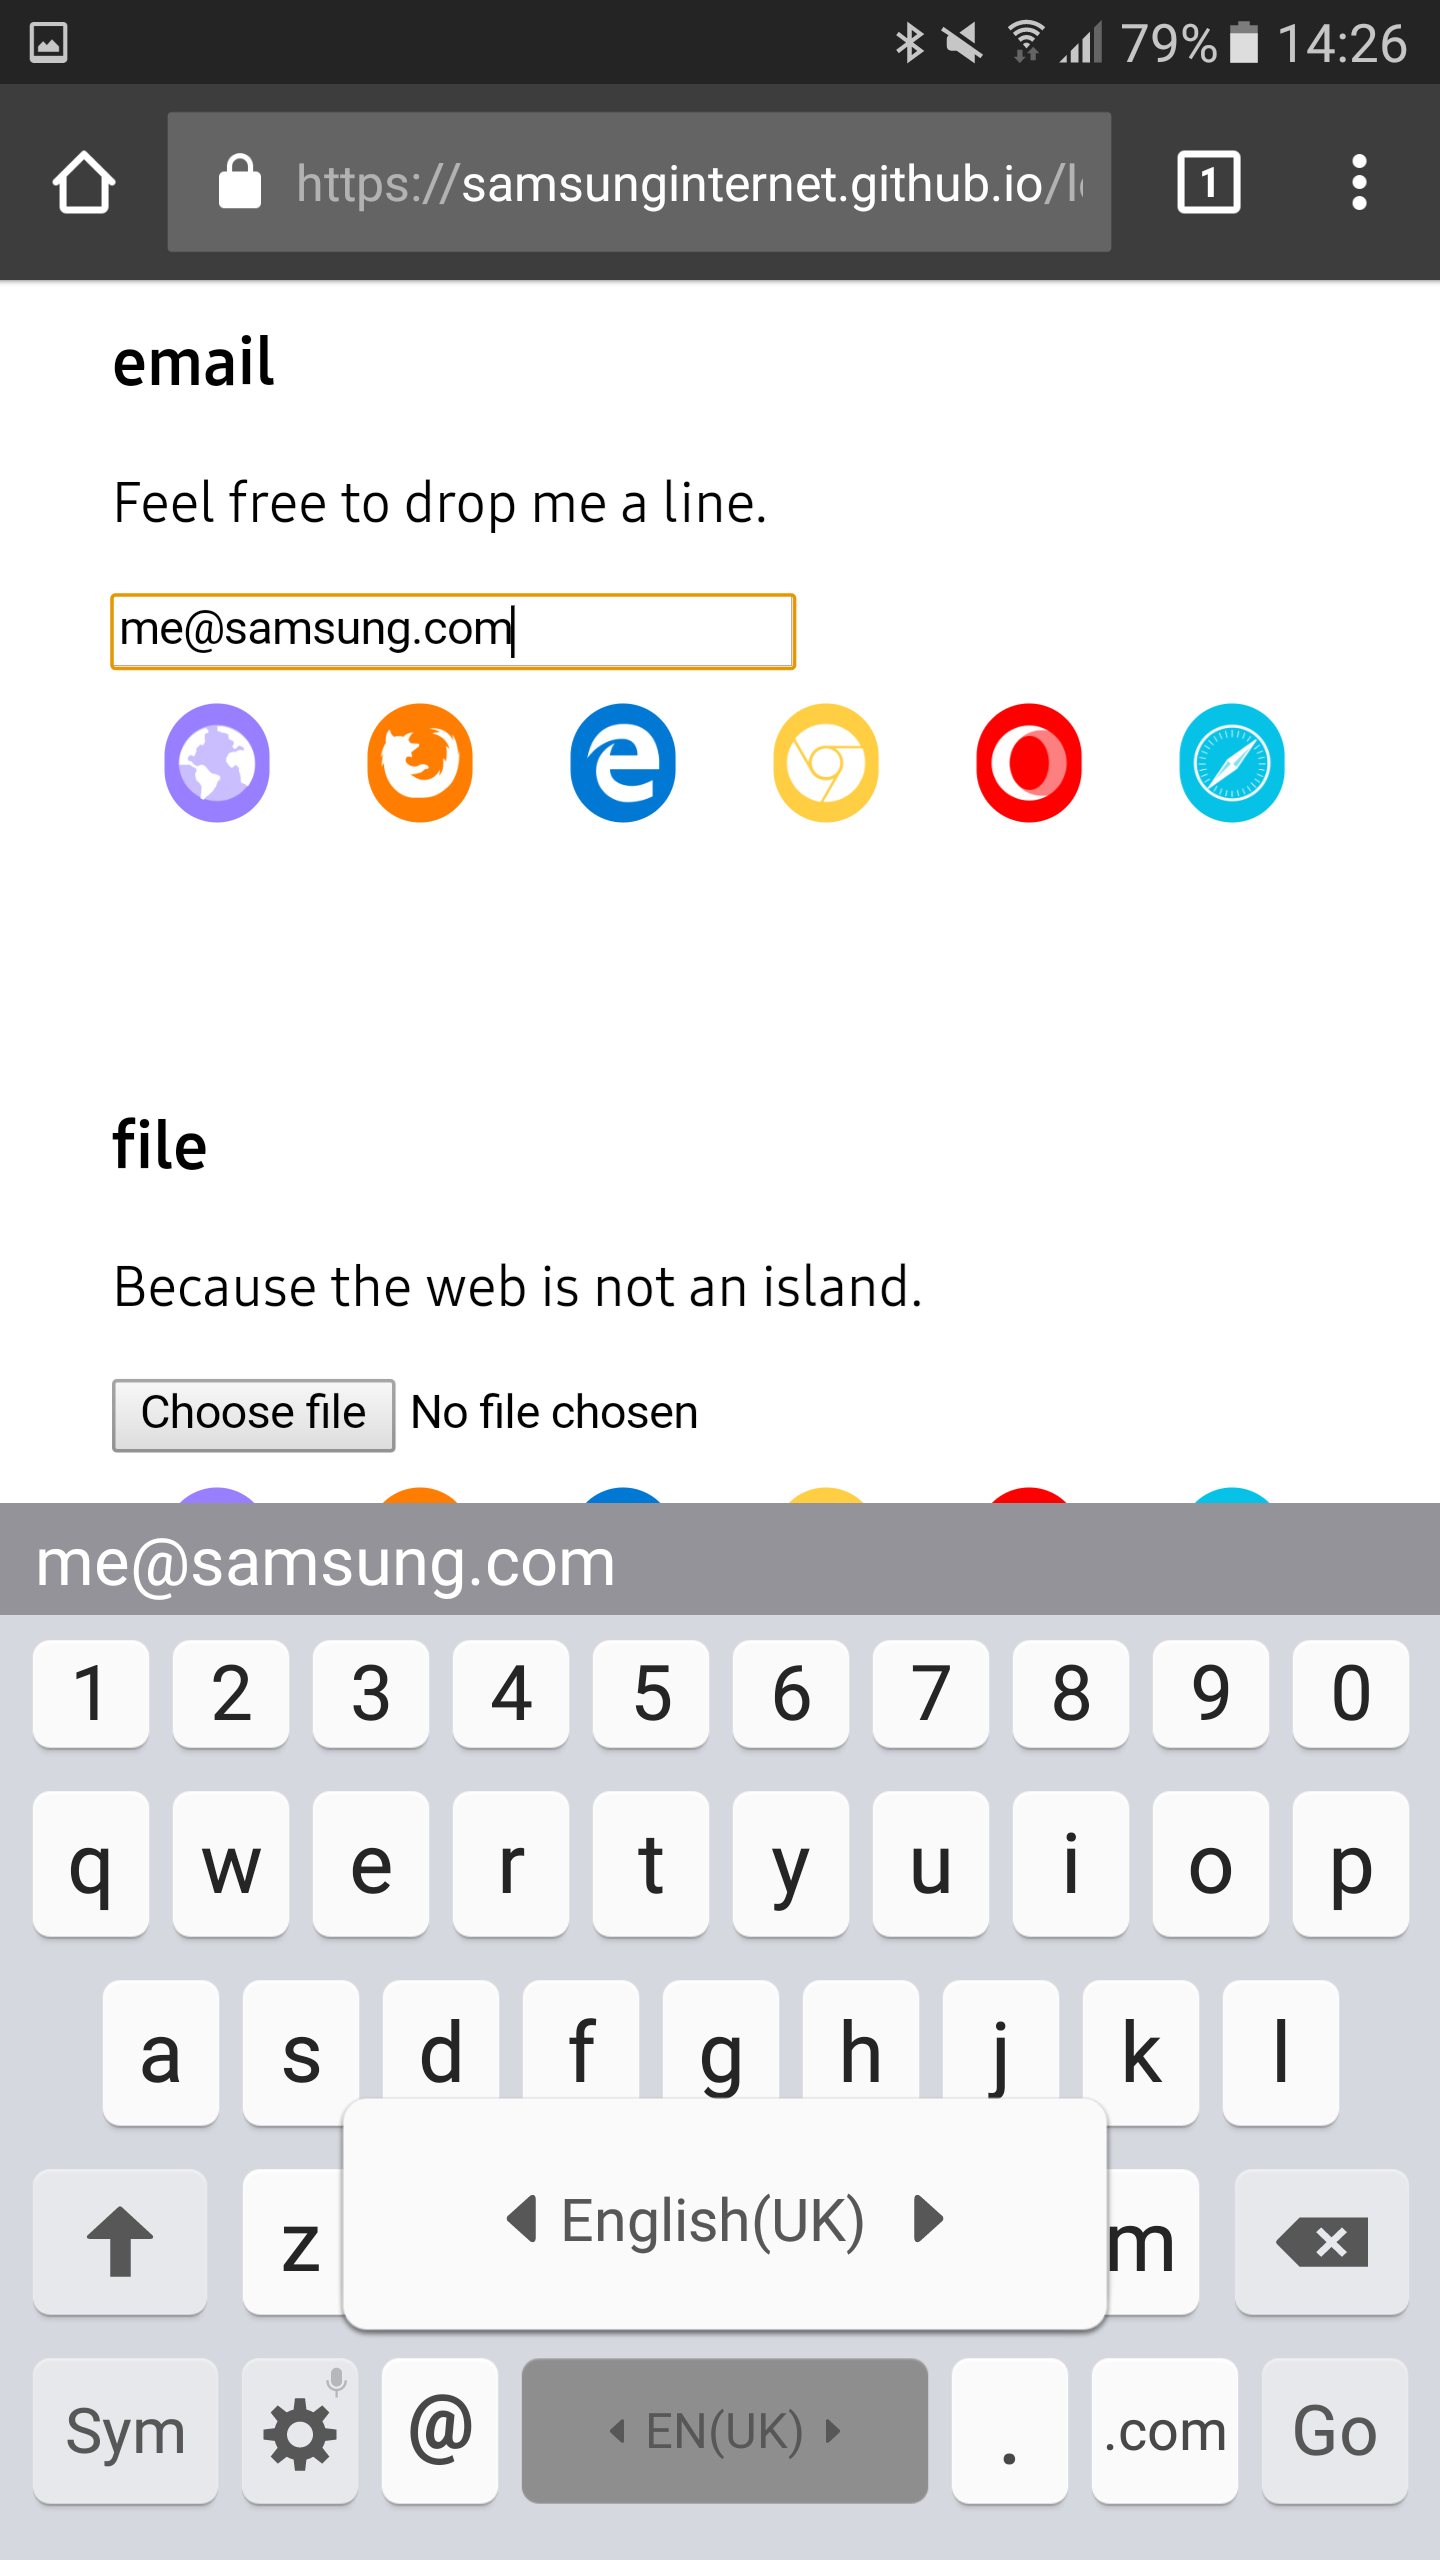 79% 14:26
https://samsunginternet.github.io/l
1
email
Feel free to drop me a line.
me@samsung.com
file
Because the web is not an island.
Choose file No file chosen
me@samsung.com
1 2 3 4 5 6 7 8 9 0
q w e r t y u i o p
a s d f g h j k l
z English(UK) m
Sym @ EN(UK) . .com Go